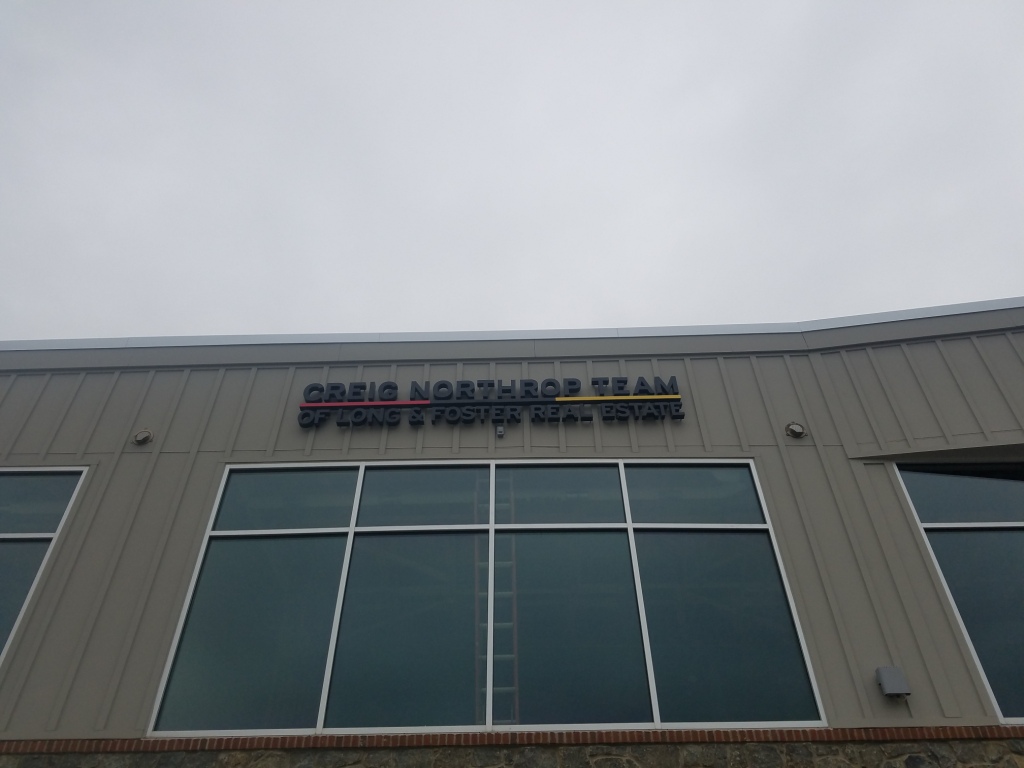 CREIG NORTHROP TEAM
OF LONG & FOSTER REAL ESTATE